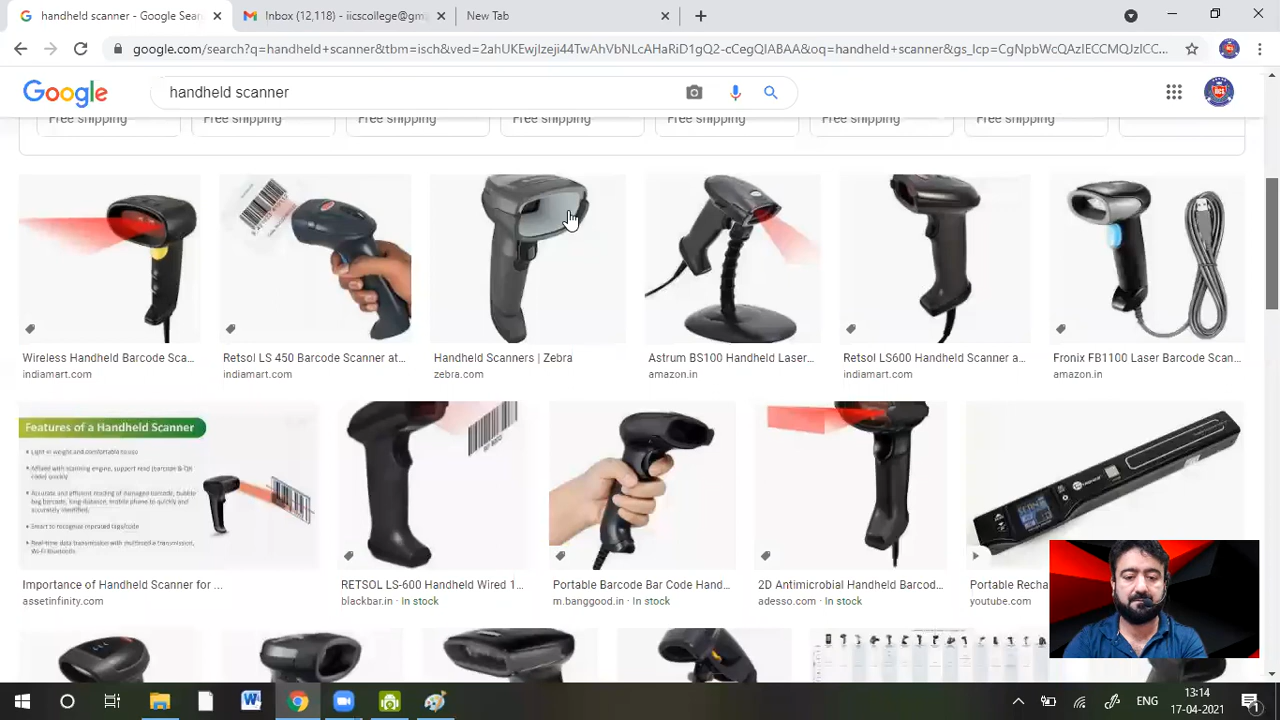 handheld scanner - Google Sear
Inbox (12,118) - iicscollege@gm
New Tab
google.com/search?q=handheld+scanner&tbm=isch&ved=2ahUKEwjIzeji44TwAhVbNLcAHaRiD1gQ2-cCegQIABAA&oq=handheld+scanner&gs_lcp=CgNpbWcQAzIECCMQJzICC...
Google
handheld scanner
Free shipping
Free shipping
Free shipping
Free shipping
Free shipping
Free shipping
Free shipping
Wireless Handheld Barcode Sca...
indiamart.com
Retsol LS 450 Barcode Scanner at...
indiamart.com
Handheld Scanners | Zebra
zebra.com
Astrum BS100 Handheld Laser...
amazon.in
Retsol LS600 Handheld Scanner a...
indiamart.com
Fronix FB1100 Laser Barcode Scan...
amazon.in
Features of a Handheld Scanner
Importance of Handheld Scanner for ...
assetinfinity.com
RETSOL LS-600 Handheld Wired 1...
blackbar.in · In stock
Portable Barcode Bar Code Hand...
m.banggood.in · In stock
2D Antimicrobial Handheld Barcod...
adesso.com · In stock
Portable Recha
youtube.com
ENG
13:14
17-04-2021